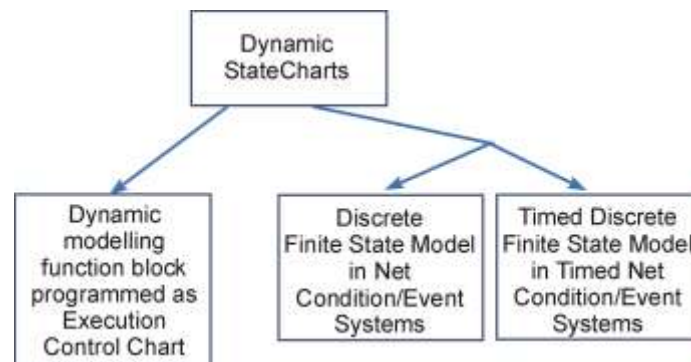 Dynamic
StateCharts
Dynamic
modelling
function block
programmed as
Execution
Control Chart
Discrete
Finite State Model
in Net
Condition/Event
Systems
Timed Discrete
Finite State Model
in Timed Net
Condition/Event
Systems